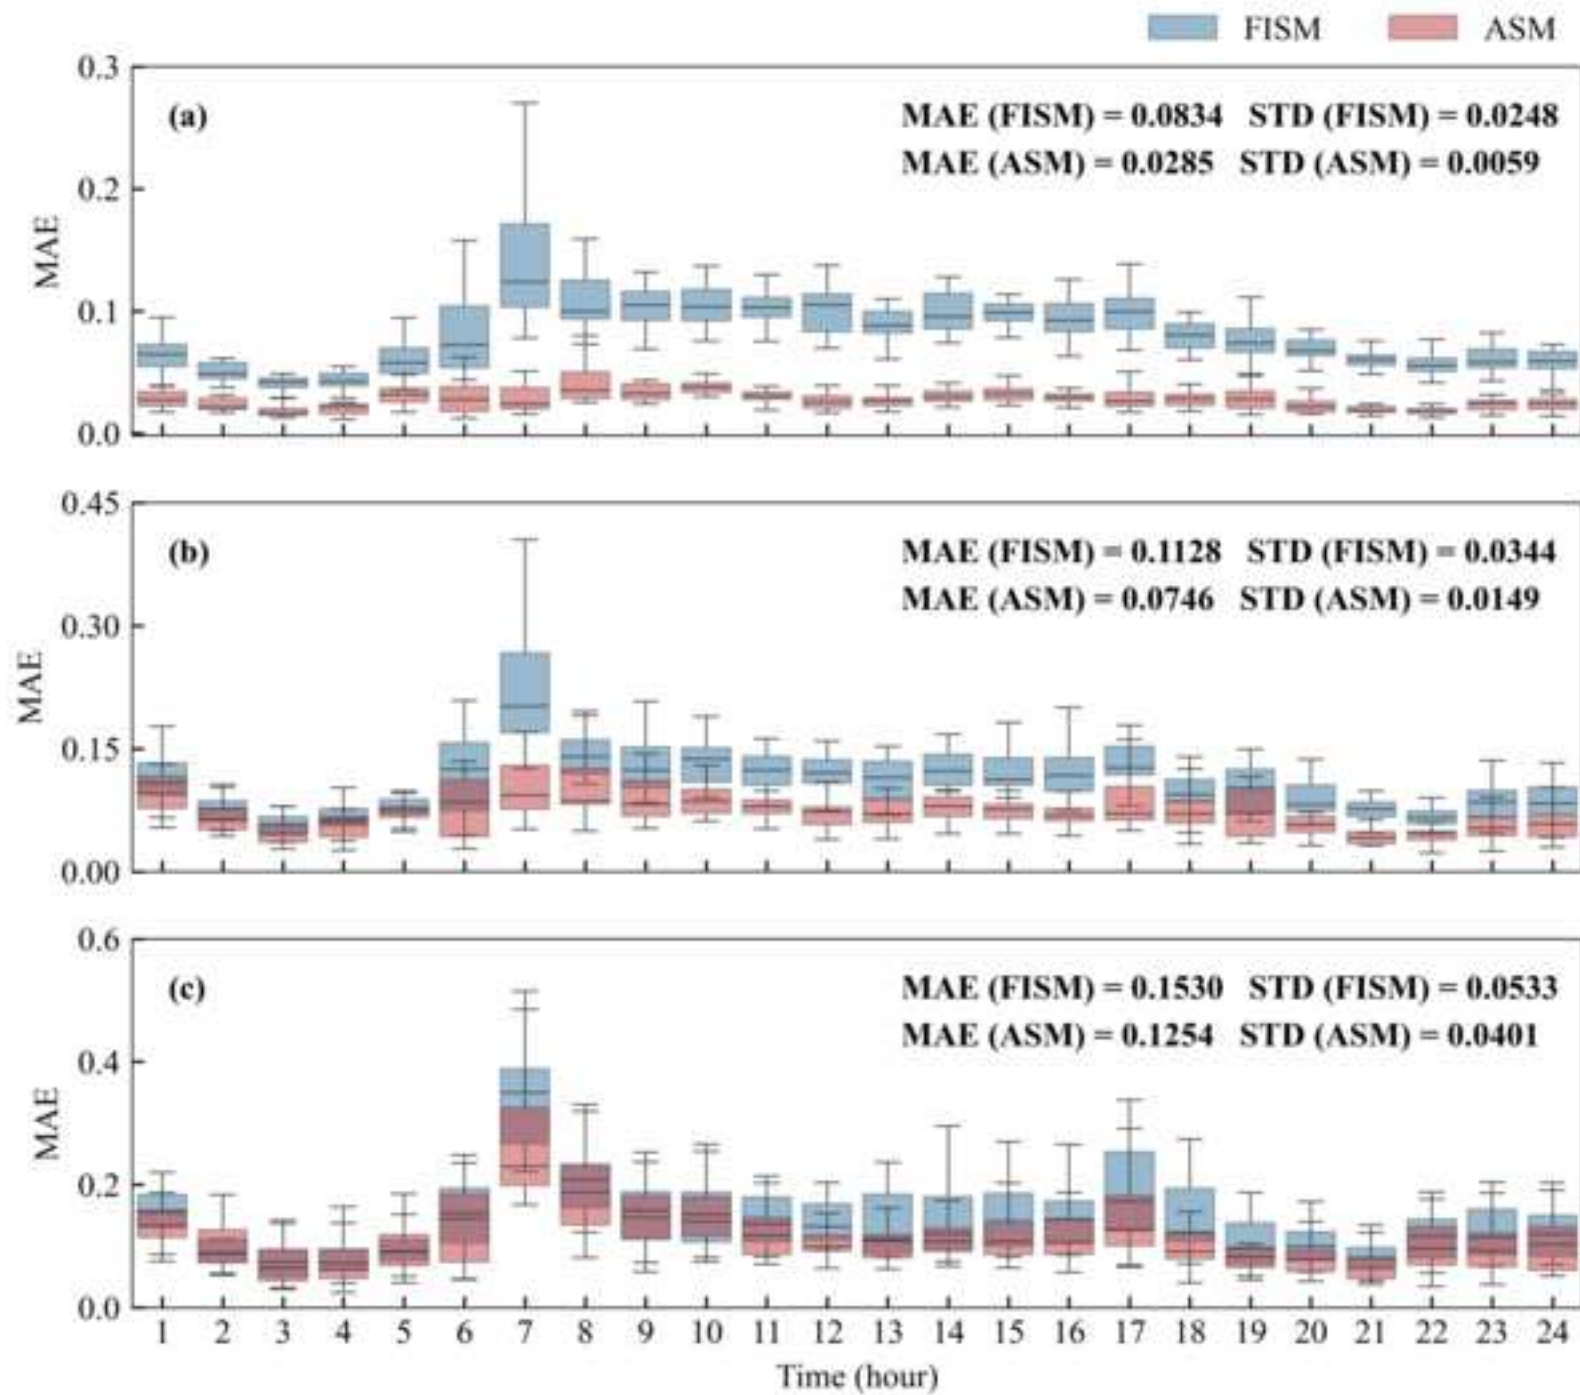 FISM ASM
0.3
(a)
MAE (FISM) = 0.0834 STD (FISM) = 0.0248
MAE (ASM) = 0.0285 STD (ASM) = 0.0059
0.2
MAE
0.1
0.0
0.45
(b)
MAE (FISM) = 0.1128 STD (FISM) = 0.0344
MAE (ASM) = 0.0746 STD (ASM) = 0.0149
0.30
MAE
0.15
0.00
0.6
(c)
MAE (FISM) = 0.1530 STD (FISM) = 0.0533
MAE (ASM) = 0.1254 STD (ASM) = 0.0401
0.4
MAE
0.2
0.0
1 2 3 4 5 6 7 8 9 10 11 12 13 14 15 16 17 18 19 20 21 22 23 24
Time (hour)